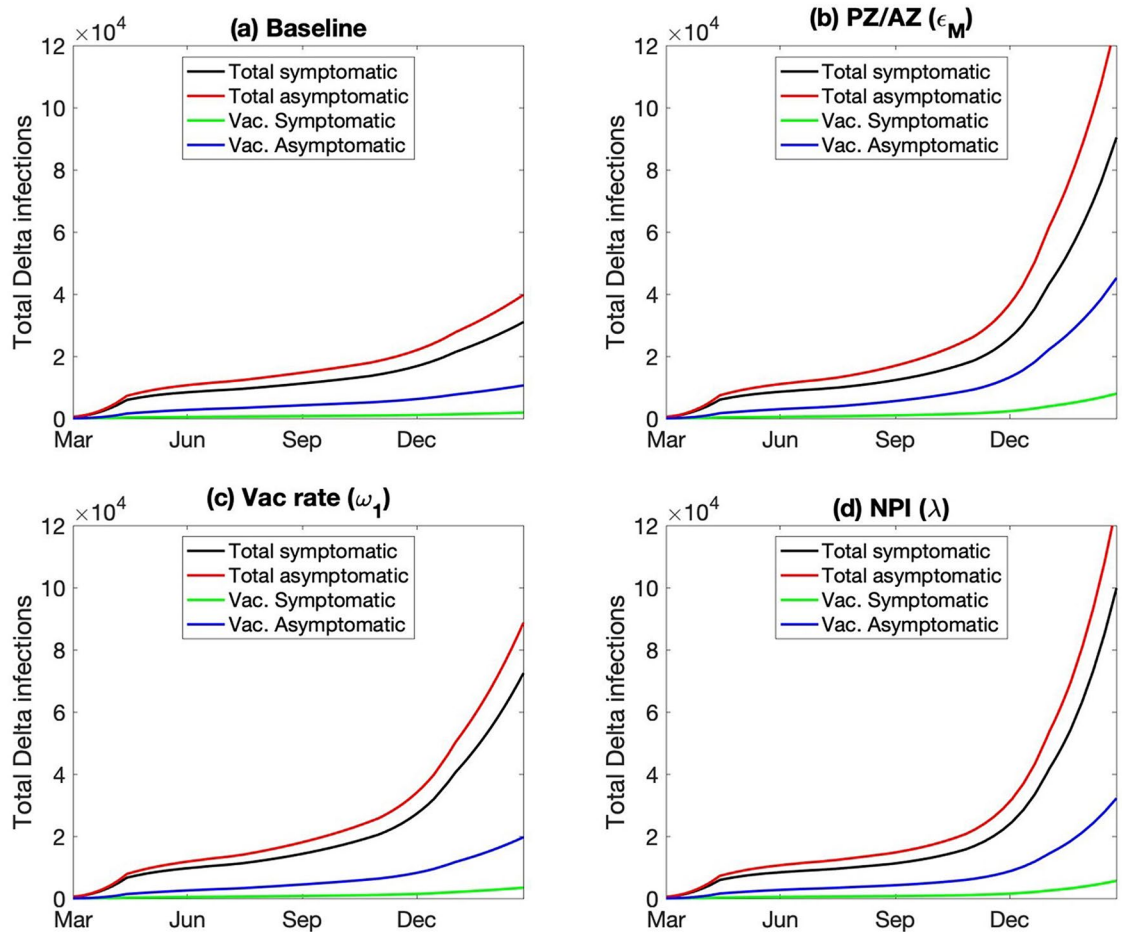 (a) Baseline
×10⁴
12
10
8
6
4
2
0
Total Delta infections
Total symptomatic
Total asymptomatic
Vac. Symptomatic
Vac. Asymptomatic
Mar Jun Sep Dec
(b) PZ/AZ (ϵ_M)
×10⁴
12
10
8
6
4
2
0
Total Delta infections
Total symptomatic
Total asymptomatic
Vac. Symptomatic
Vac. Asymptomatic
Mar Jun Sep Dec
(c) Vac rate (ω₁)
×10⁴
12
10
8
6
4
2
0
Total Delta infections
Total symptomatic
Total asymptomatic
Vac. Symptomatic
Vac. Asymptomatic
Mar Jun Sep Dec
(d) NPI (λ)
×10⁴
12
10
8
6
4
2
0
Total Delta infections
Total symptomatic
Total asymptomatic
Vac. Symptomatic
Vac. Asymptomatic
Mar Jun Sep Dec